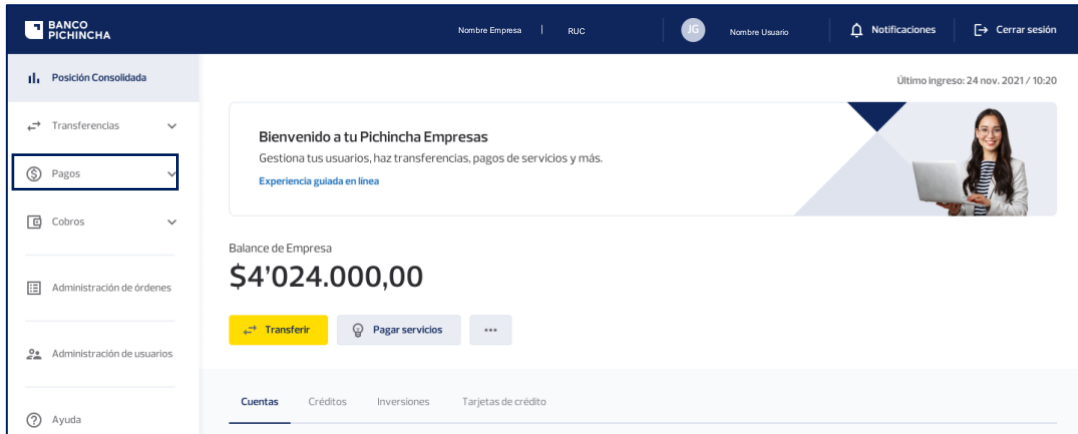 BANCO
PICHINCHA
Nombre Empresa | RUC
JG
Nombre Usuario
Notificaciones
Cerrar sesión
Posición Consolidada
Último ingreso: 24 nov. 2021 / 10:20
Transferencias
Pagos
Cobros
Administración de órdenes
Administración de usuarios
Ayuda
Bienvenido a tu Pichincha Empresas
Gestiona tus usuarios, haz transferencias, pagos de servicios y más.
Experiencia guiada en línea
Balance de Empresa
$4’024.000,00
Transferir
Pagar servicios
Cuentas Créditos Inversiones Tarjetas de crédito